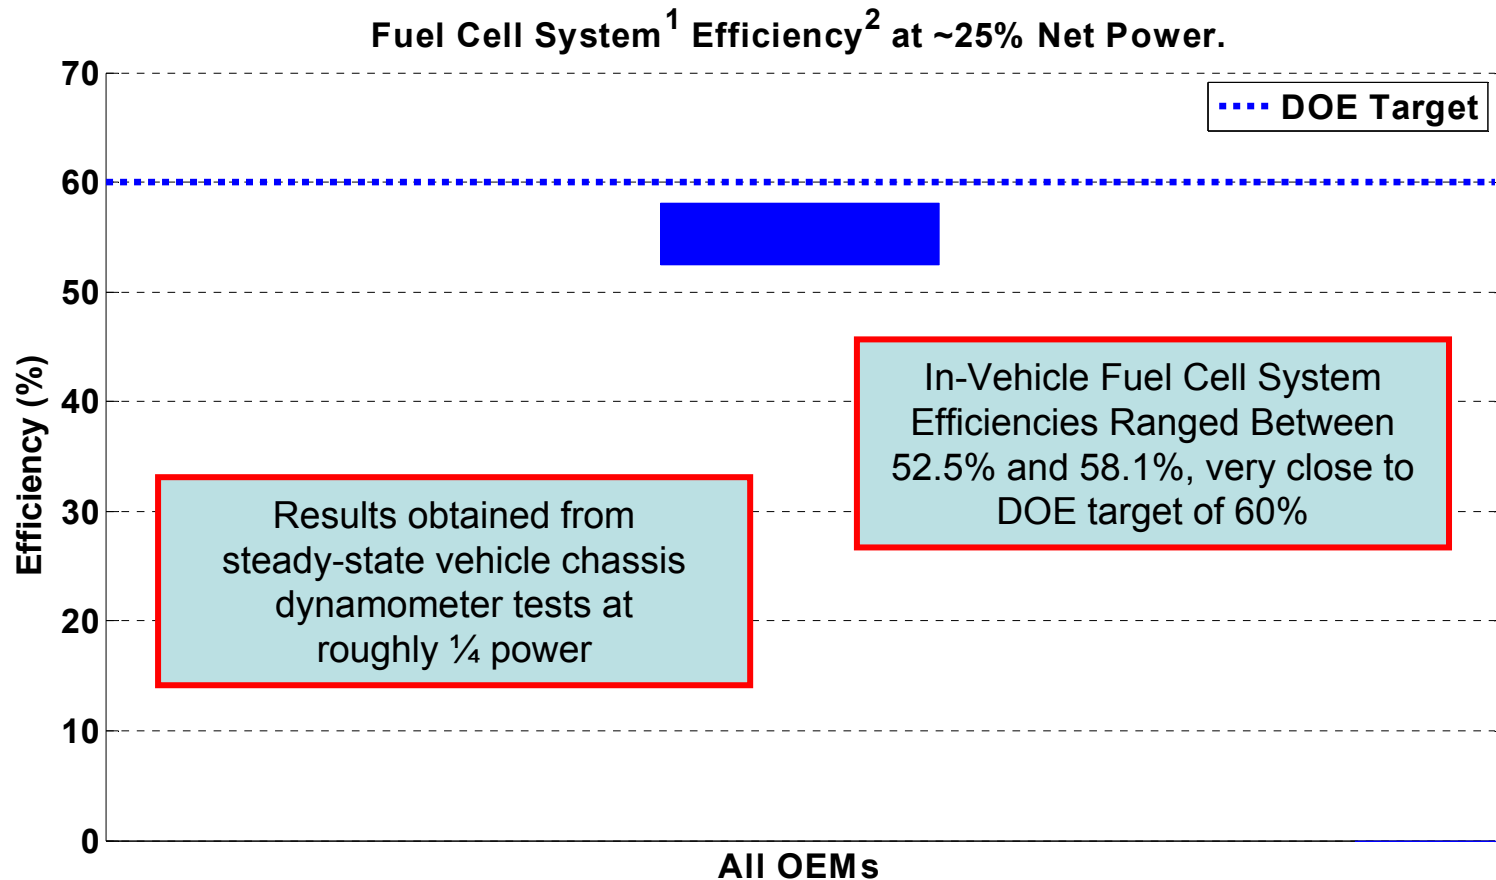 Fuel Cell System¹ Efficiency² at ~25% Net Power.
70
60
50
40
30
20
10
0
Efficiency (%)
DOE Target
In-Vehicle Fuel Cell System
Efficiencies Ranged Between
52.5% and 58.1%, very close to
DOE target of 60%
Results obtained from
steady-state vehicle chassis
dynamometer tests at
roughly ¼ power
All OEMs